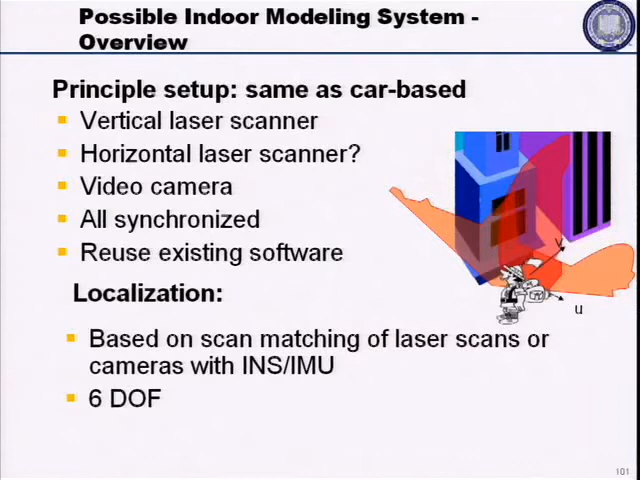 Possible Indoor Modeling System -
Overview
Principle setup: same as car-based
Vertical laser scanner
Horizontal laser scanner?
Video camera
All synchronized
Reuse existing software
v
u
Localization:
Based on scan matching of laser scans or
cameras with INS/IMU
6 DOF
101